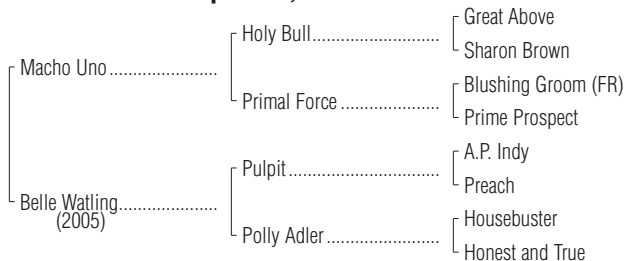 Holy Bull
Great Above
Sharon Brown
Macho Uno
Primal Force
Blushing Groom (FR)
Prime Prospect
Belle Watling
(2005)
Pulpit
A.P. Indy
Preach
Polly Adler
Housebuster
Honest and True